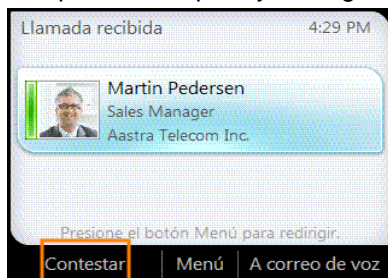 Llamada recibida 4:29 PM
Martin Pedersen
Sales Manager
Aastra Telecom Inc.
Presione el botón Menú para redirigir.
Contestar Menú A correo de voz